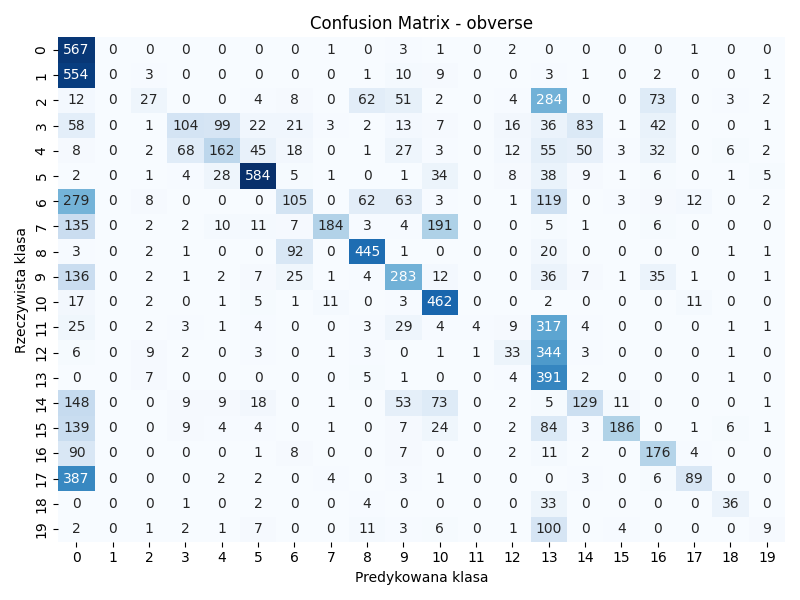 Confusion Matrix - obverse
Rzeczywista klasa
0 567 0 0 0 0 0 0 1 0 3 1 0 2 0 0 0 0 1 0 0
1 554 0 3 0 0 0 0 0 1 10 9 0 0 3 1 0 2 0 0 1
2 12 0 27 0 0 4 8 0 62 51 2 0 4 284 0 0 73 0 3 2
3 58 0 1 104 99 22 21 3 2 13 7 0 16 36 83 1 42 0 0 1
4 8 0 2 68 162 45 18 0 1 27 3 0 12 55 50 3 32 0 6 2
5 2 0 1 4 28 584 5 1 0 1 34 0 8 38 9 1 6 0 1 5
6 279 0 8 0 0 0 105 0 62 63 3 0 1 119 0 3 9 12 0 2
7 135 0 2 2 10 11 7 184 3 4 191 0 0 5 1 0 6 0 0 0
8 3 0 2 1 0 0 92 0 445 1 0 0 0 20 0 0 0 0 1 1
9 136 0 2 1 2 7 25 1 4 283 12 0 0 36 7 1 35 1 0 1
10 17 0 2 0 1 5 1 11 0 3 462 0 0 2 0 0 0 11 0 0
11 25 0 2 3 1 4 0 0 3 29 4 4 9 317 4 0 0 0 1 1
12 6 0 9 2 0 3 0 1 3 0 1 1 33 344 3 0 0 0 1 0
13 0 0 7 0 0 0 0 0 5 1 0 0 4 391 2 0 0 0 1 0
14 148 0 0 9 9 18 0 1 0 53 73 0 2 5 129 11 0 0 0 1
15 139 0 0 9 4 4 0 1 0 7 24 0 2 84 3 186 0 1 6 1
16 90 0 0 0 0 1 8 0 0 7 0 0 2 11 2 0 176 4 0 0
17 387 0 0 0 2 2 0 4 0 3 1 0 0 0 3 0 6 89 0 0
18 0 0 0 1 0 2 0 0 4 0 0 0 0 33 0 0 0 0 36 0
19 2 0 1 2 1 7 0 0 11 3 6 0 1 100 0 4 0 0 0 9
0 1 2 3 4 5 6 7 8 9 10 11 12 13 14 15 16 17 18 19
Predykowana klasa